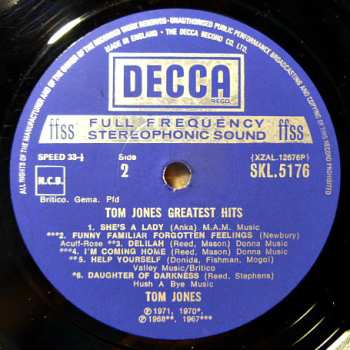 ALL RIGHTS OF THE MANUFACTURER AND OF THE OWNER OF THE RECORDED WORK RESERVED. UNAUTHORISED PUBLIC PERFORMANCE, BROADCASTING AND COPYING OF THIS RECORD PROHIBITED
MADE IN ENGLAND, · THE DECCA RECORD CO. LTD.
DECCA
REGD.
ffss FULL FREQUENCY ffss
STEREOPHONIC SOUND
SPEED 33⅓ Side (XZAL.12676P)
N.C.B. 2 SKL.5176
Britico. Gema. Pfd
TOM JONES GREATEST HITS
1. SHE'S A LADY (Anka) M.A.M. Music
***2. FUNNY FAMILIAR FORGOTTEN FEELINGS (Newbury)
Acuff-Rose **3. DELILAH (Reed, Mason) Donna Music
**4. I'M COMING HOME (Reed, Mason) Donna Music
**5. HELP YOURSELF (Donida, Fishman, Mogol)
Valley Music/Britico
*6. DAUGHTER OF DARKNESS (Reed, Stephens)
Hush A Bye Music
TOM JONES
℗1971, 1970*,
℗1968**, 1967***